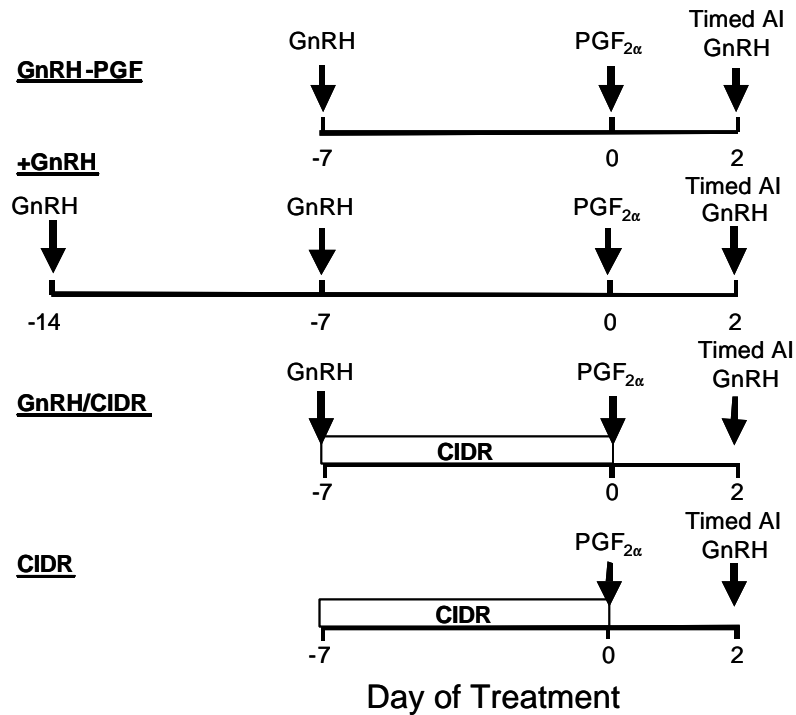 GnRH
PGF2α
Timed AI
GnRH
GnRH-PGF
-7
0
2
+GnRH
GnRH
GnRH
PGF2α
Timed AI
GnRH
-14
-7
0
2
GnRH
PGF2α
Timed AI
GnRH
GnRH/CIDR
CIDR
-7
0
2
PGF2α
Timed AI
GnRH
CIDR
CIDR
-7
0
2
Day of Treatment